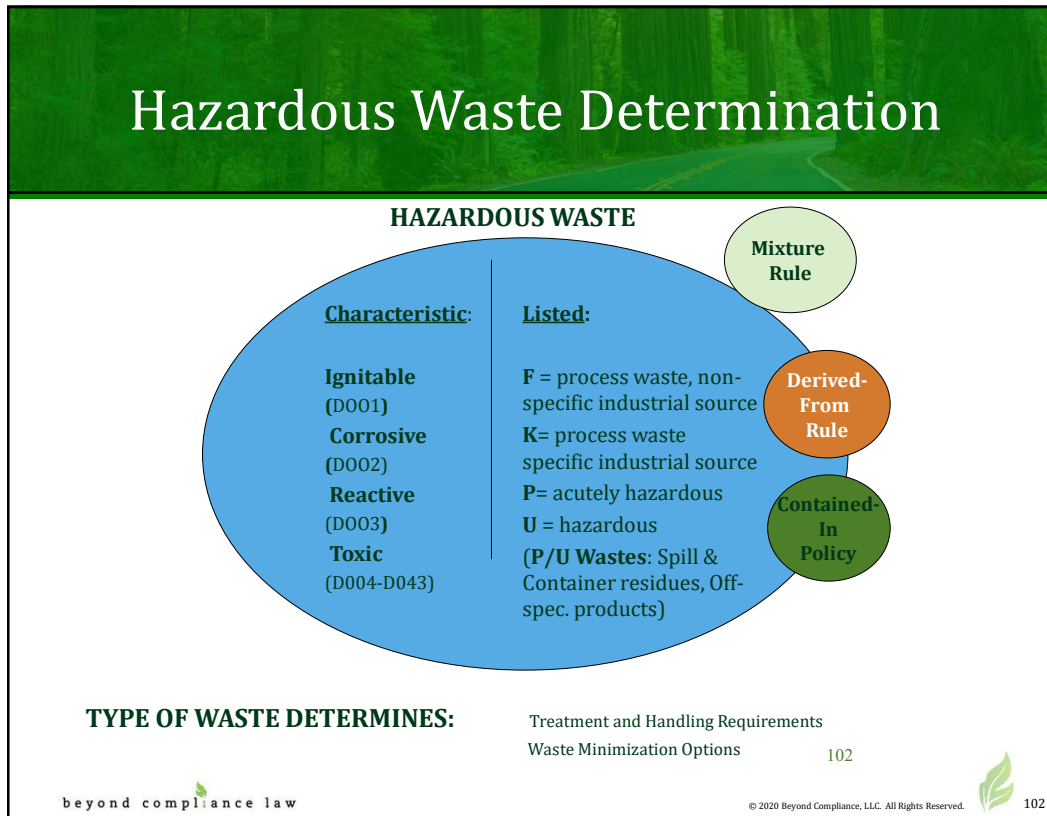 Hazardous Waste Determination
HAZARDOUS WASTE
Mixture
Rule
Characteristic:
Ignitable
(DOO1)
Corrosive
(DOO2)
Reactive
(DOO3)
Toxic
(D004-D043)
Listed:
F = process waste, non-
specific industrial source
K= process waste
specific industrial source
P= acutely hazardous
U = hazardous
(P/U Wastes: Spill &
Container residues, Off-
spec. products)
Derived-
From
Rule
Contained-
In
Policy
TYPE OF WASTE DETERMINES:
Treatment and Handling Requirements
Waste Minimization Options
102
beyond compliance law
© 2020 Beyond Compliance, LLC. All Rights Reserved.
102